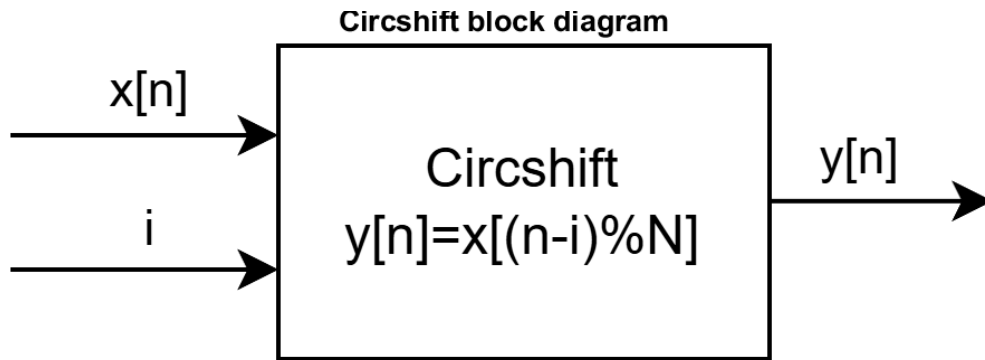 Circshift block diagram
x[n]
i
Circshift
y[n]=x[(n-i)%N]
y[n]